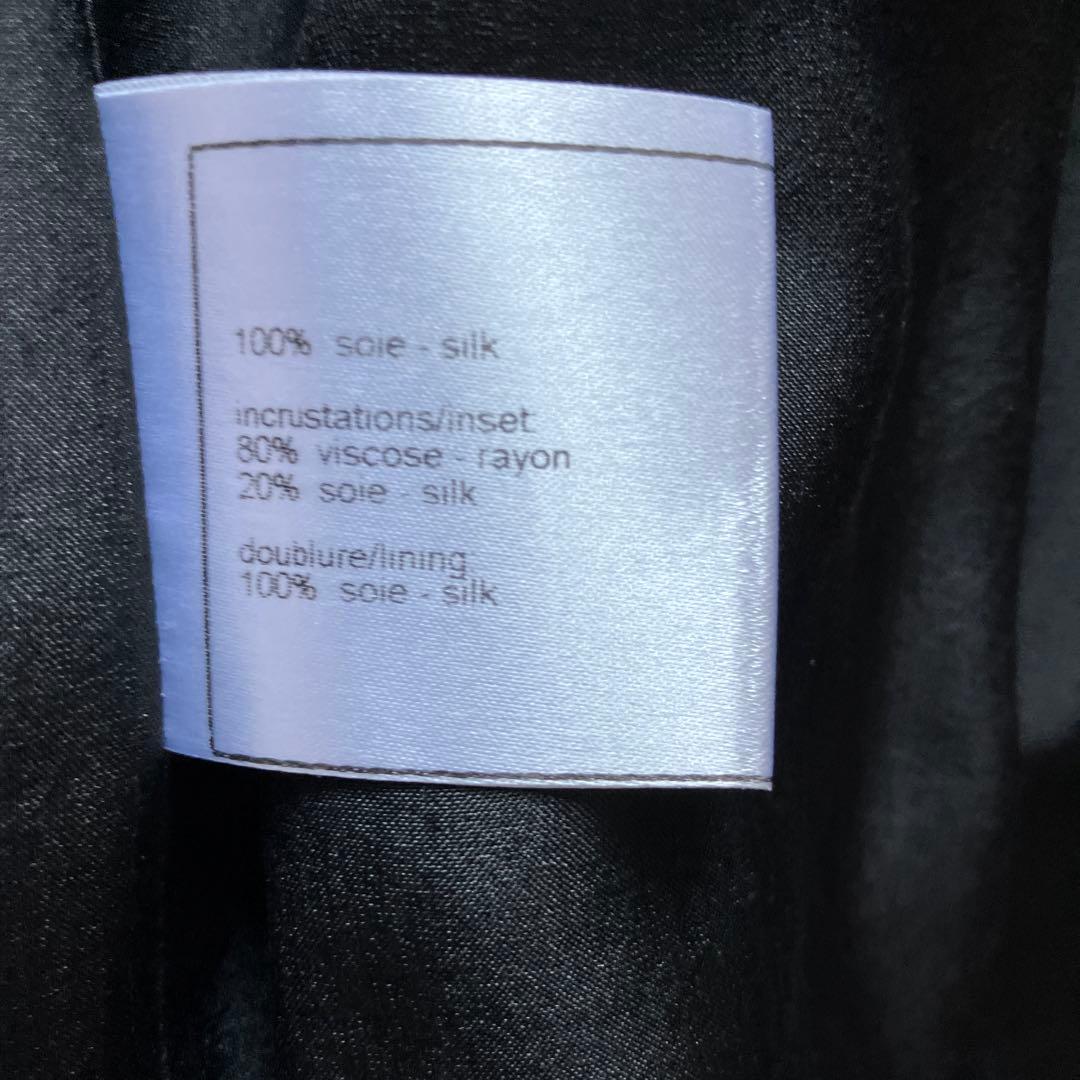 100% soie - silk
incrustations/inset:
80% viscose - rayon
20% soie - silk
doublure/lining
100% soie - silk